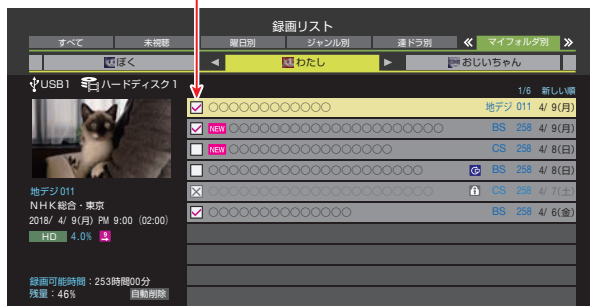 録画リスト
すべて 未視聴 曜日別 ジャンル別 連ドラ別 マイフォルダ別
ぼく わたし おじいちゃん
USB1 ハードディスク1
1/6 新しい順
○○○○○○○○○○○○ 地デジ 011 4/ 9(月)
NEW ○○○○○○○○○○○○○○○○○○○○○ BS 258 4/ 9(月)
NEW ○○○○○○○○○○○○○ CS 258 4/ 8(日)
○○○○○○○○○○○○○○○○○○○○○ BS 258 4/ 8(日)
○○○○○○○○○○○○○○○○○○○○○○ CS 258 4/ 7(土)
○○○○○○○○○○○○○○ BS 258 4/ 6(金)
地デジ 011
NHK総合・東京
2018/ 4/ 9(月) PM 9:00 (02:00)
HD 4.0% 9
録画可能時間：253時間00分
残量：46% 自動削除